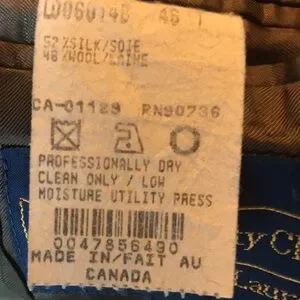 46
52%SILK/SOIE
48%WOOL/LAINE
CA-01129 RN90736
PROFESSIONALLY DRY
CLEAN ONLY / LOW
MOISTURE UTILITY PRESS
0047856490
MADE IN/FAIT AU
CANADA